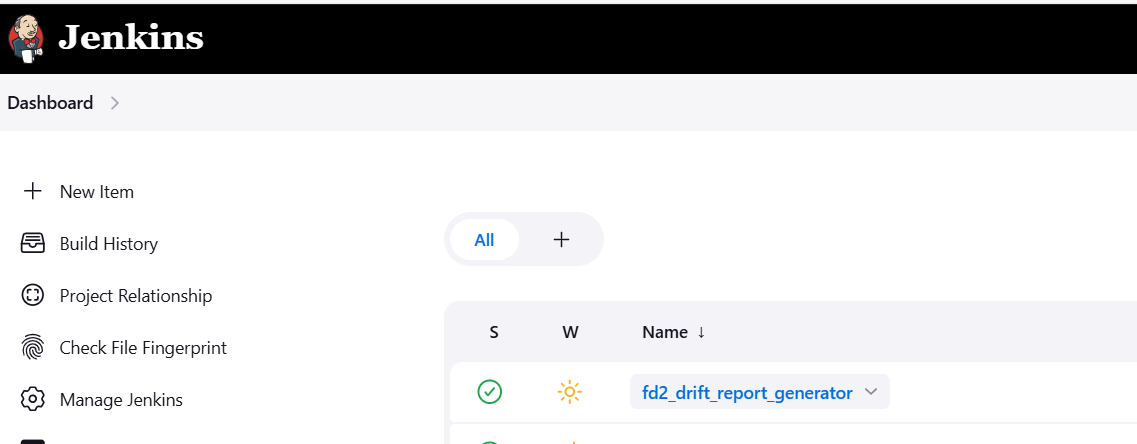 Jenkins
Dashboard
New Item
Build History
Project Relationship
Check File Fingerprint
Manage Jenkins
All
S W Name ↓
fd2_drift_report_generator